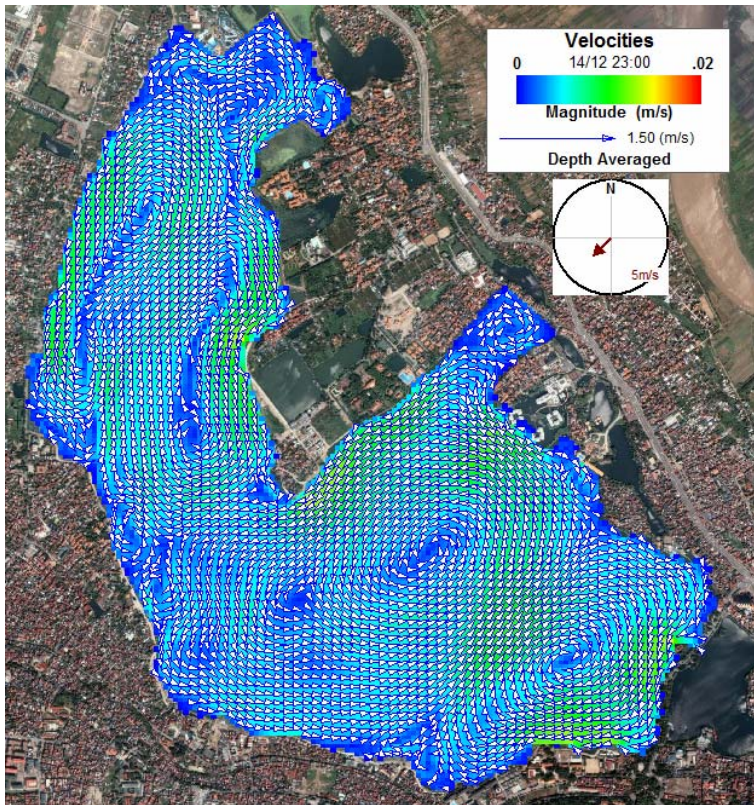 Velocities
0 14/12 23:00 .02
Magnitude (m/s)
1.50 (m/s)
Depth Averaged
N
5m/s